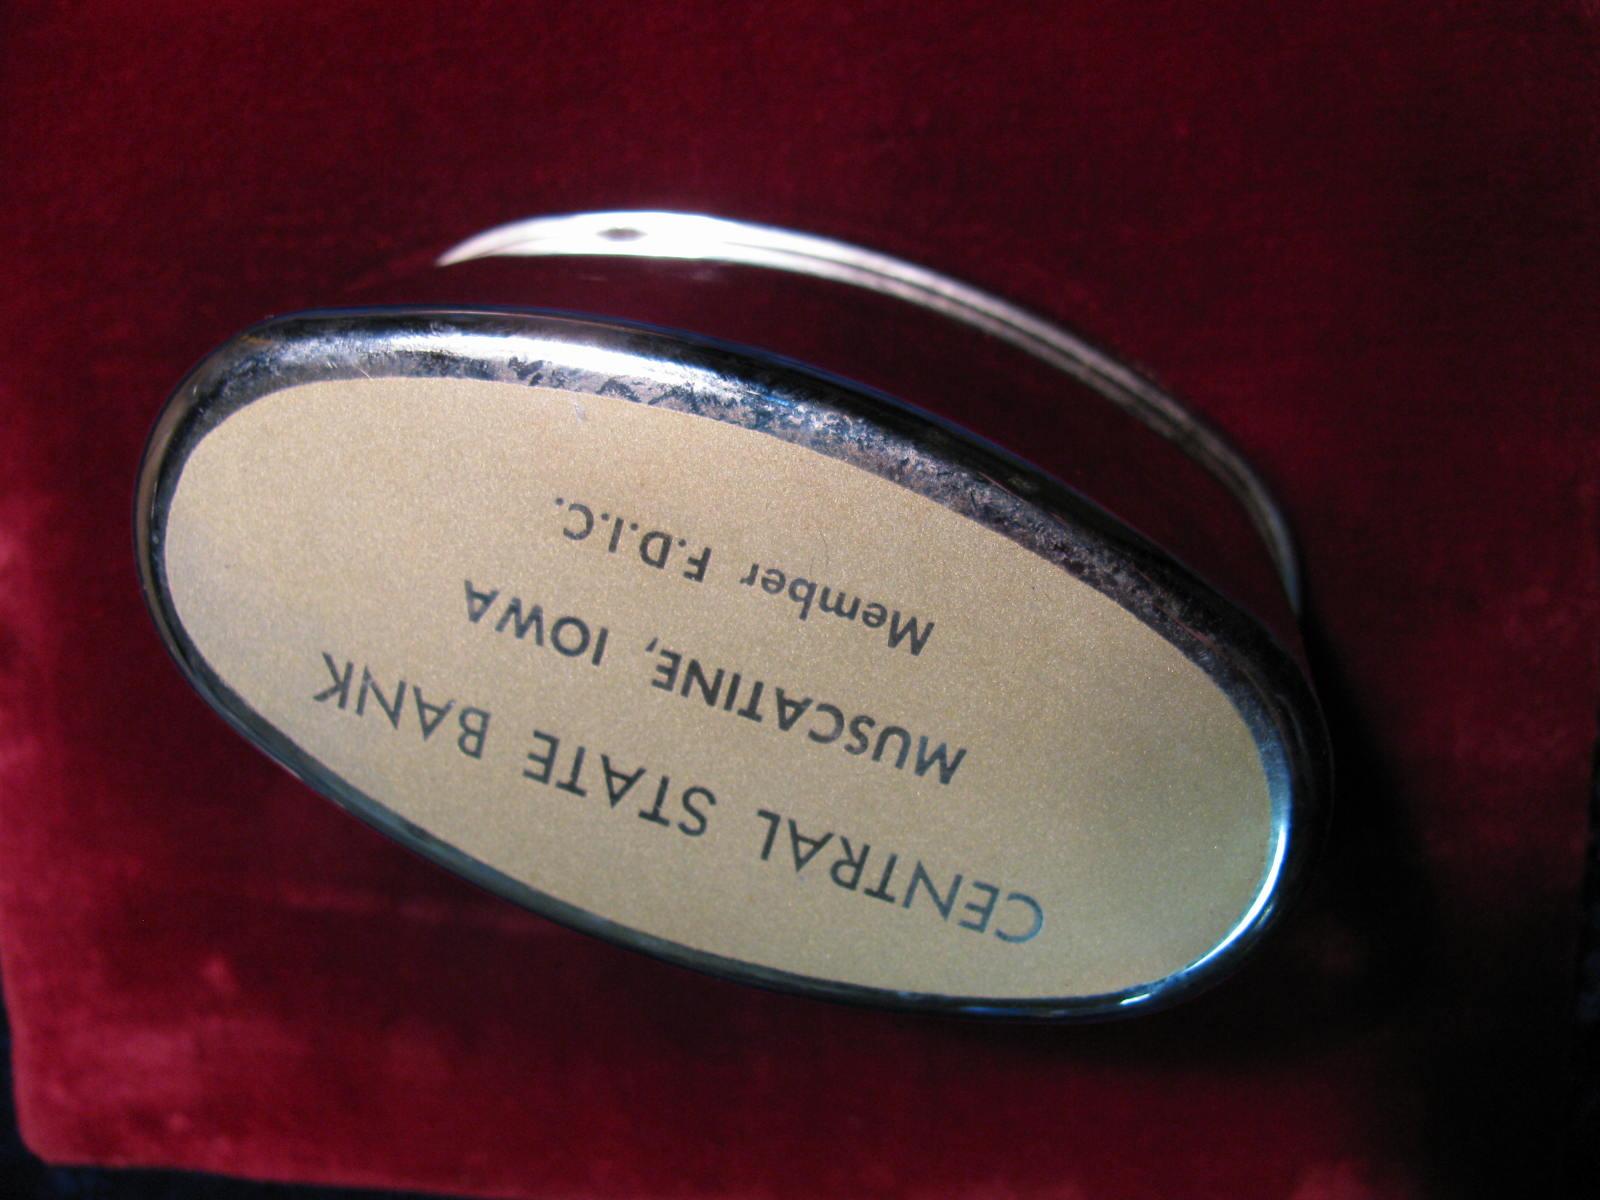 CENTRAL STATE BANK
MUSCATINE, IOWA
Member F.D.I.C.